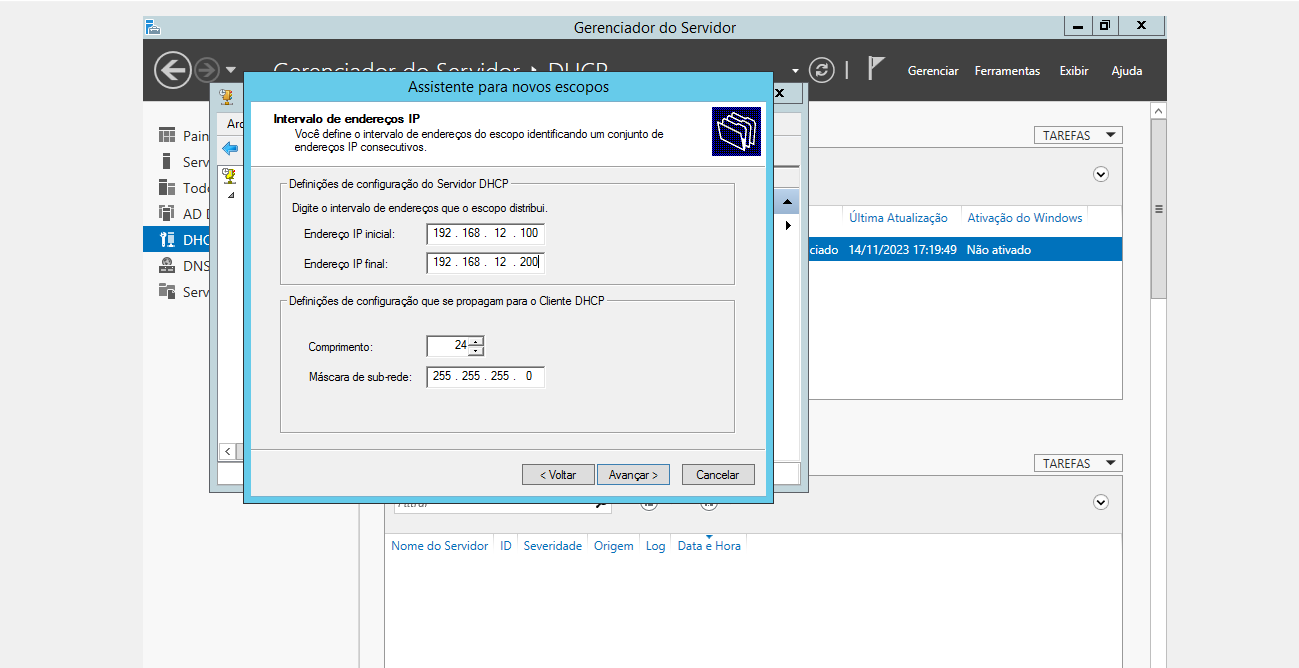 Gerenciador do Servidor
Gerenciador do Servidor DHCP
Gerenciar Ferramentas Exibir Ajuda
Assistente para novos escopos
Intervalo de endereços IP
Você define o intervalo de endereços do escopo identificando um conjunto de
endereços IP consecutivos.
Definições de configuração do Servidor DHCP
Digite o intervalo de endereços que o escopo distribui.
Endereço IP inicial: 192 . 168 . 12 . 100
Endereço IP final: 192 . 168 . 12 . 200
Definições de configuração que se propagam para o Cliente DHCP
Comprimento: 24
Máscara de sub-rede: 255 . 255 . 255 . 0
< Voltar Avançar > Cancelar
Arq
Pain
Serv
Todo
AD D
DHC
DNS
Serv
TAREFAS
Última Atualização Ativação do Windows
ciado 14/11/2023 17:19:49 Não ativado
TAREFAS
Nome do Servidor ID Severidade Origem Log Data e Hora